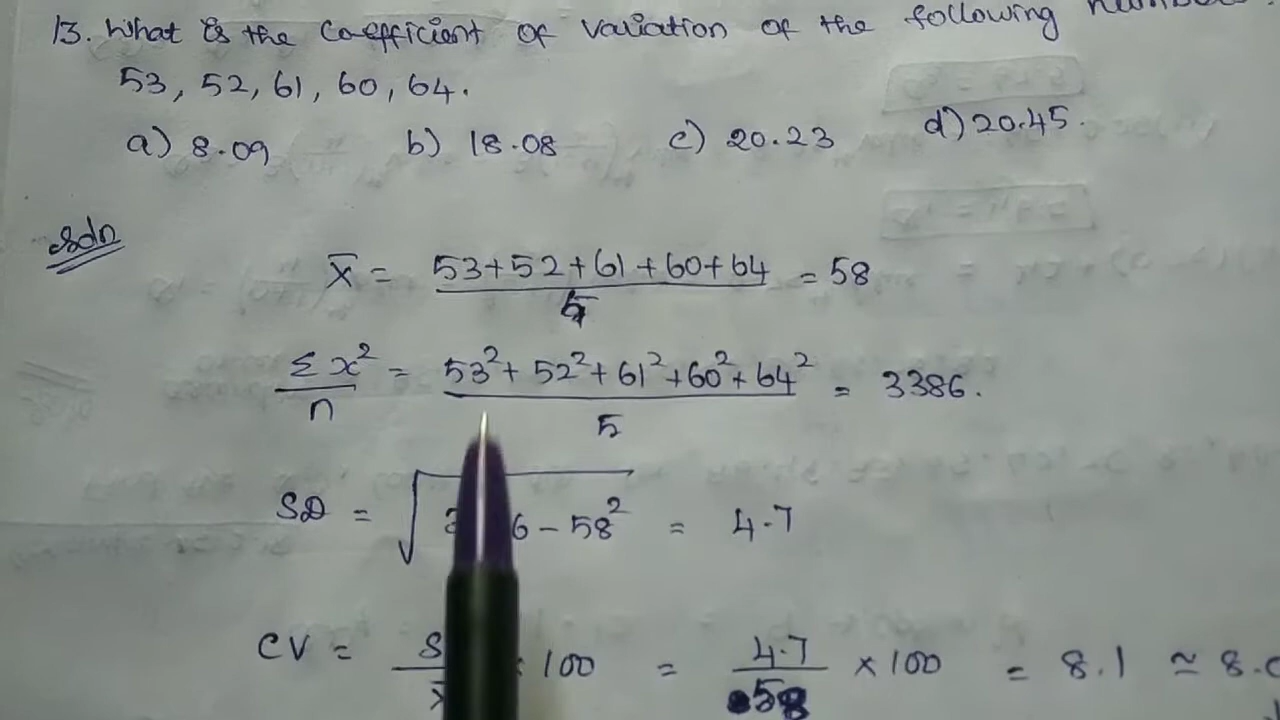 13. What is the Coefficient of Variation of the following
53, 52, 61, 60, 64.
a) 8.09 b) 18.08 c) 20.23 d) 20.45.
Soln
x̄ = 53+52+61+60+64 / 5 = 58
Σx² / n = 53²+52²+61²+60²+64² / 5 = 3386.
SD = √ 6 - 58² = 4.7
CV = S × 100 = 4.7 / 58 × 100 = 8.1 ≃ 8.0